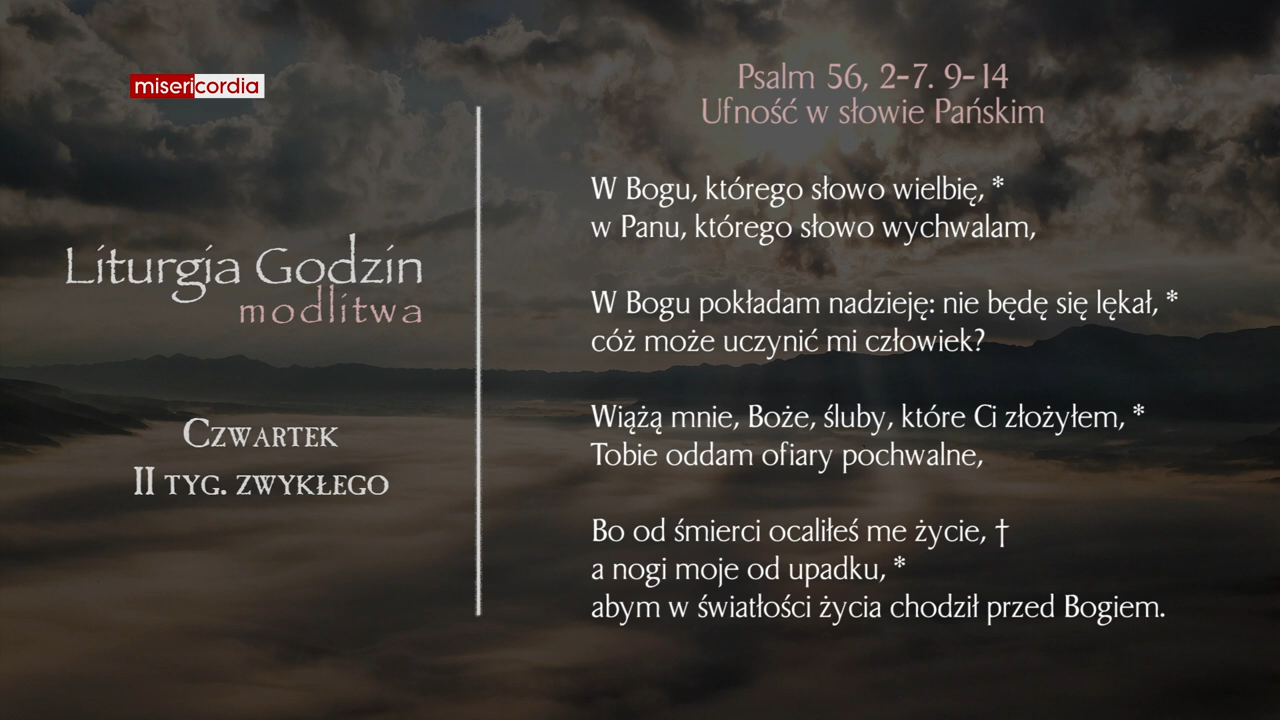 misericordia
Liturgia Godzin
modlitwa
Czwartek
II tyg. zwykłego
Psalm 56, 2-7. 9-14
Ufność w słowie Pańskim
W Bogu, którego słowo wielbię, *
w Panu, którego słowo wychwalam,
W Bogu pokładam nadzieję: nie będę się lękał, *
cóż może uczynić mi człowiek?
Wiążą mnie, Boże, śluby, które Ci złożyłem, *
Tobie oddam ofiary pochwalne,
Bo od śmierci ocaliłeś me życie, †
a nogi moje od upadku, *
abym w światłości życia chodził przed Bogiem.